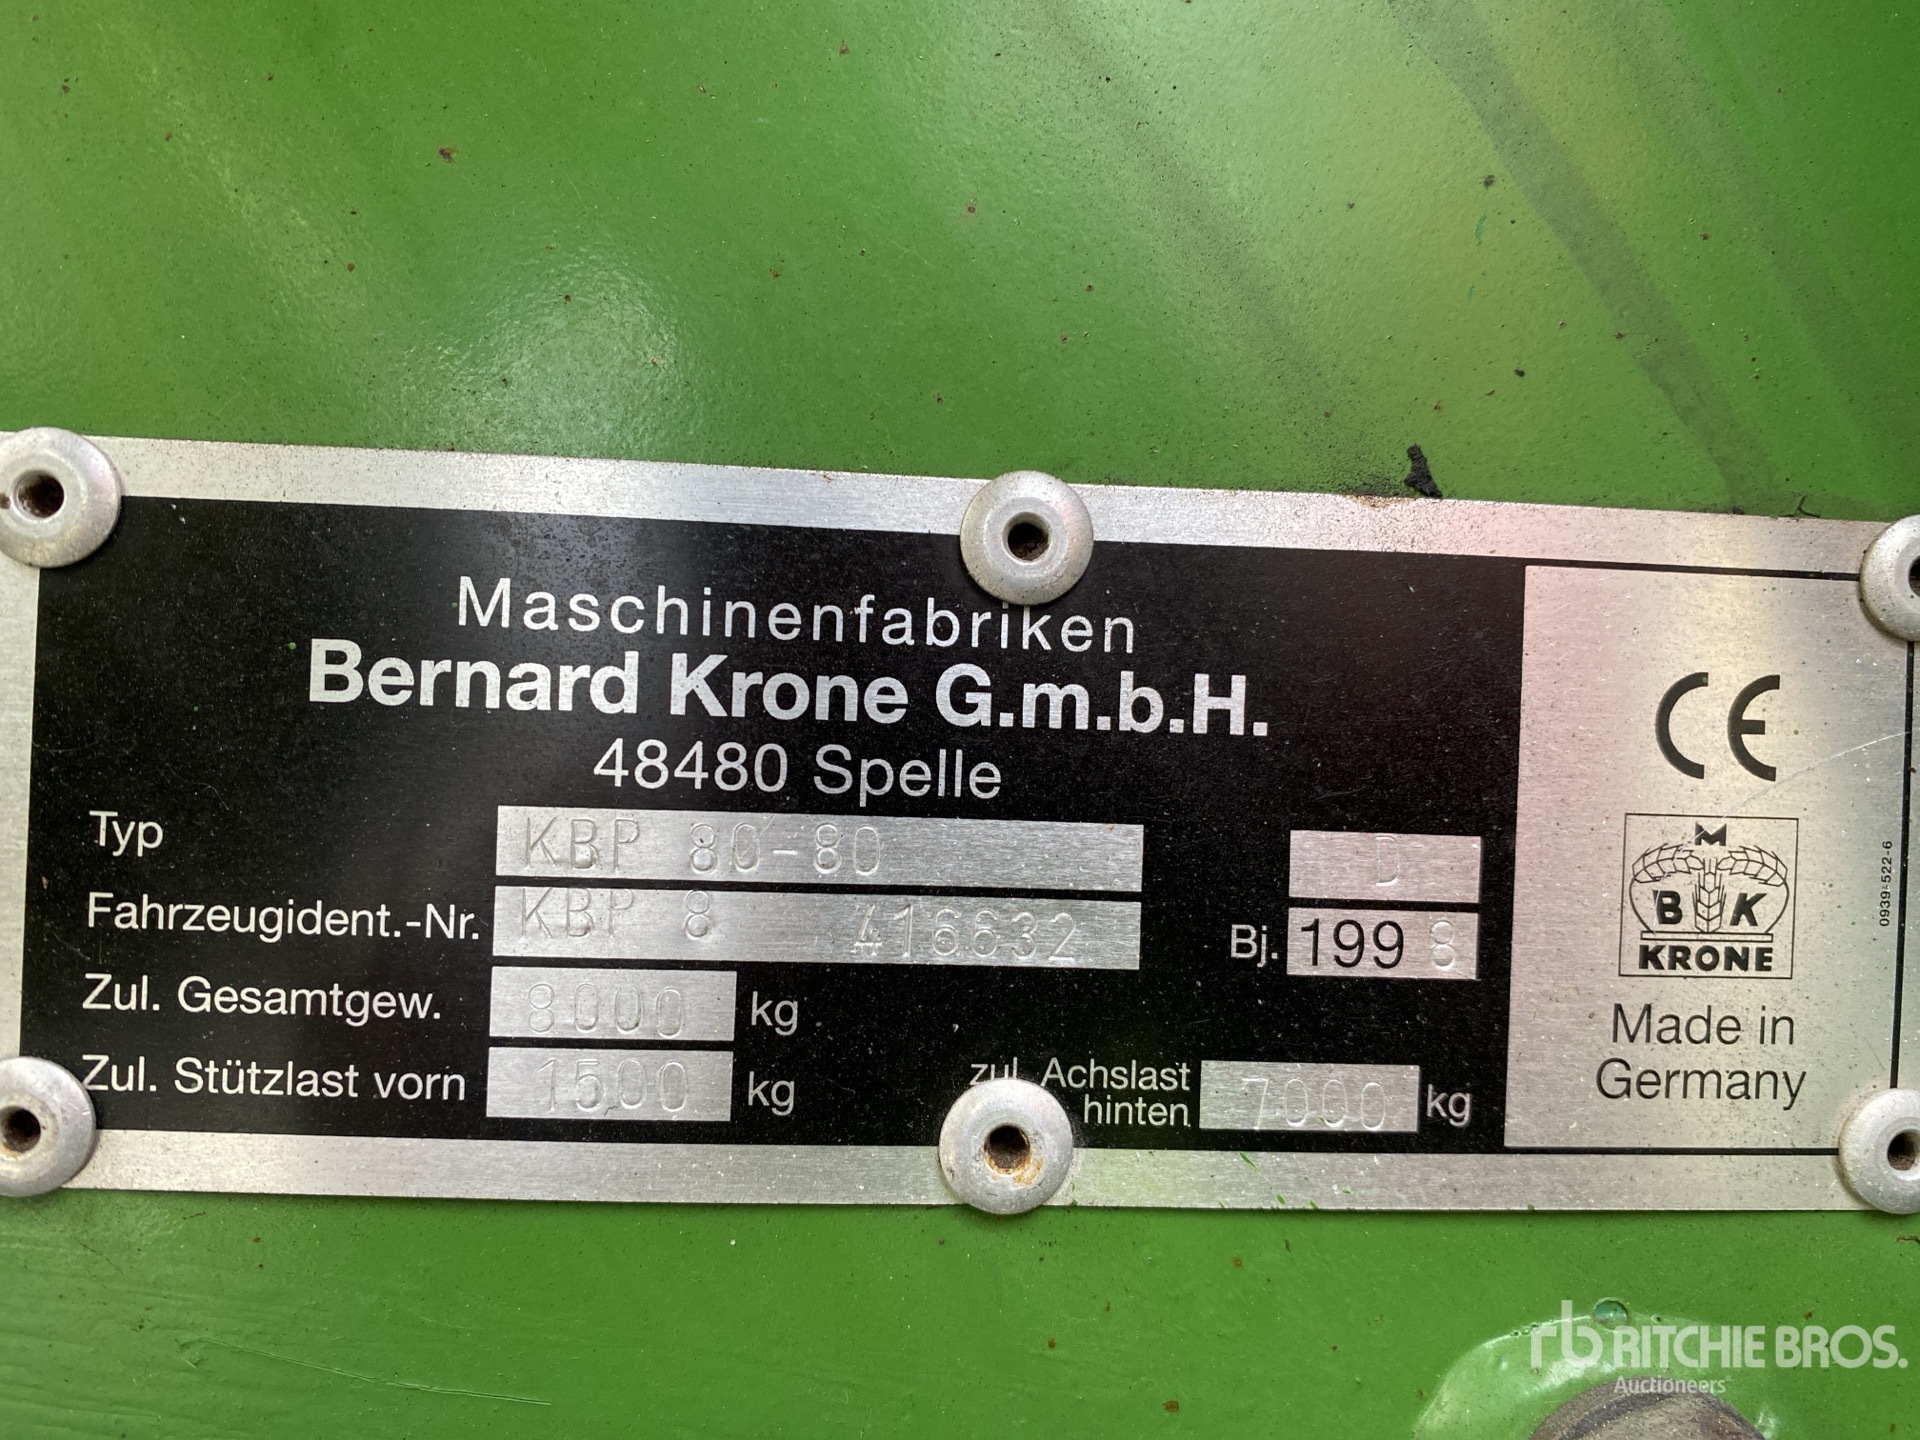 Maschinenfabriken
Bernard Krone G.m.b.H.
48480 Spelle
Typ KBP 80-80 D
Fahrzeugident.-Nr. KBP 8 416632 Bj. 1998
Zul. Gesamtgew. 8000 kg
Zul. Stützlast vorn 1500 kg zul. Achslast hinten 7000 kg
CE
M
B K
KRONE
Made in
Germany
0939-522-6
rb RITCHIE BROS.
Auctioneers